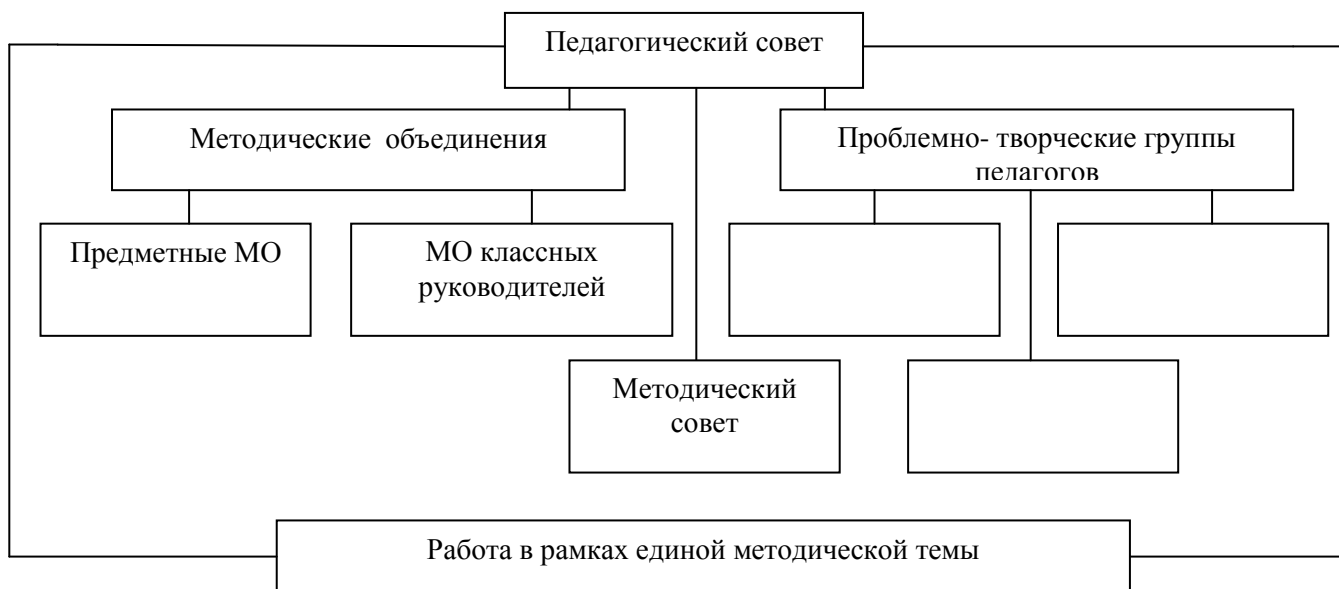 Педагогический совет
Методические объединения
Проблемно- творческие группы
педагогов
Предметные МО
МО классных
руководителей
Методический
совет
Работа в рамках единой методической темы